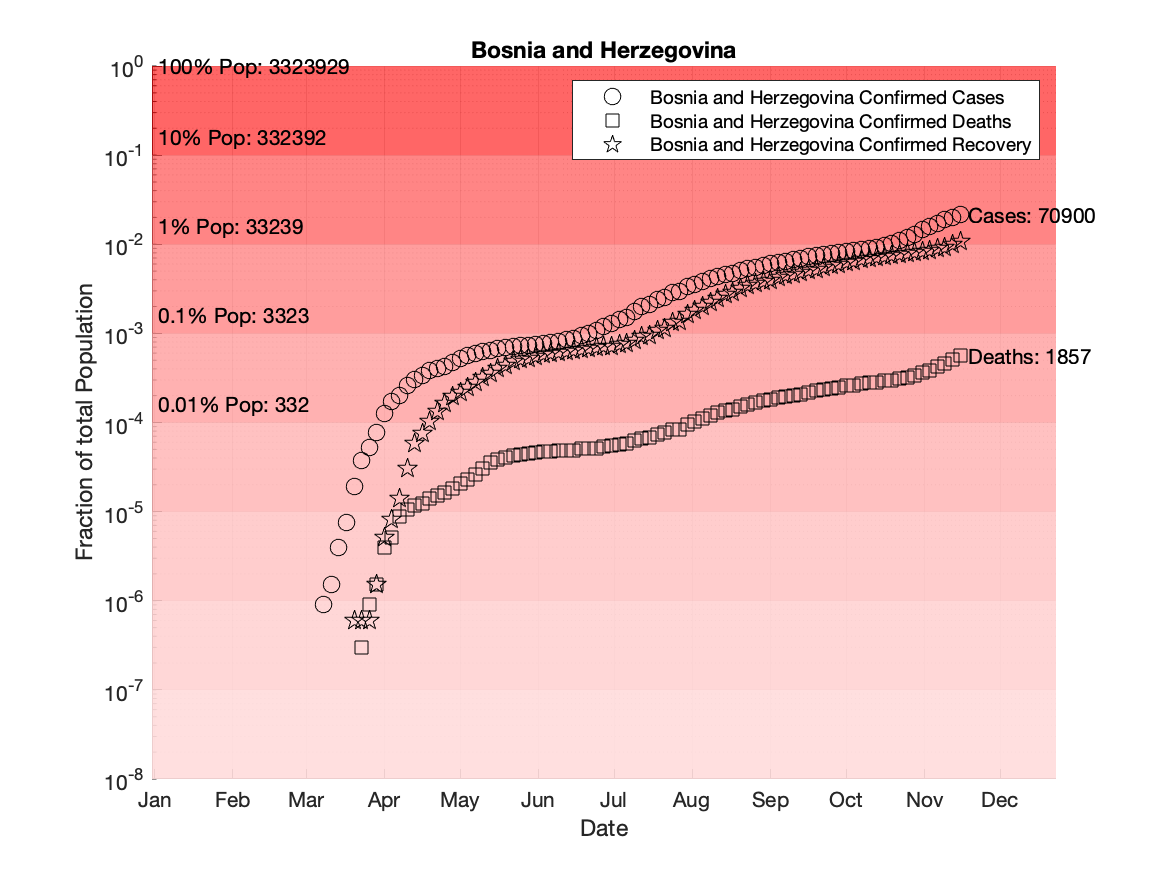 Bosnia and Herzegovina
10^0
100% Pop: 3323929
Bosnia and Herzegovina Confirmed Cases
Bosnia and Herzegovina Confirmed Deaths
Bosnia and Herzegovina Confirmed Recovery
10% Pop: 332392
10^-1
1% Pop: 33239
Cases: 70900
10^-2
0.1% Pop: 3323
10^-3
Deaths: 1857
0.01% Pop: 332
10^-4
10^-5
10^-6
10^-7
10^-8
Fraction of total Population
Jan Feb Mar Apr May Jun Jul Aug Sep Oct Nov Dec
Date